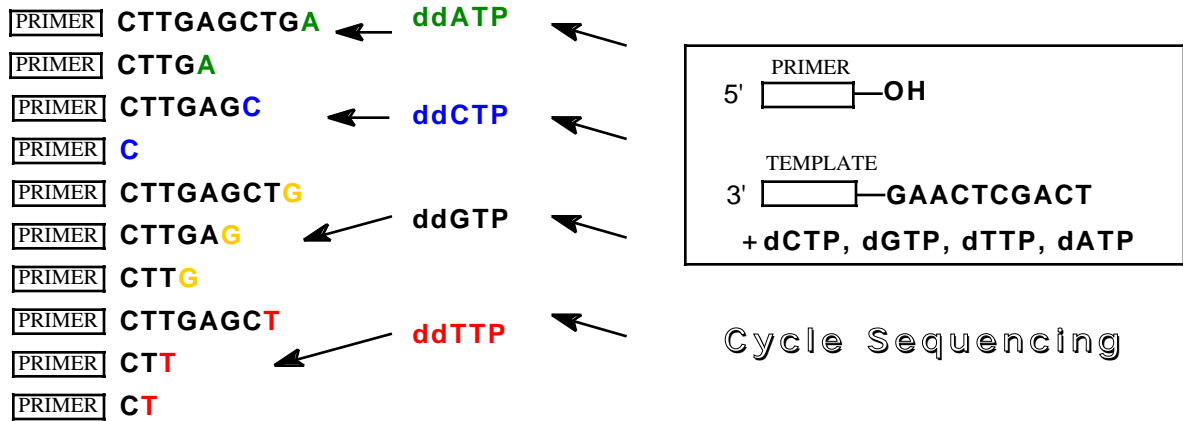 PRIMER CTTGAGCTGA
PRIMER CTTGA
PRIMER CTTGAGC
PRIMER C
PRIMER CTTGAGCTG
PRIMER CTTGAG
PRIMER CTTG
PRIMER CTTGAGCT
PRIMER CTT
PRIMER CT
ddATP
ddCTP
ddGTP
ddTTP
PRIMER
5' OH
TEMPLATE
3' GAACTCGACT
+ dCTP, dGTP, dTTP, dATP
Cycle Sequencing